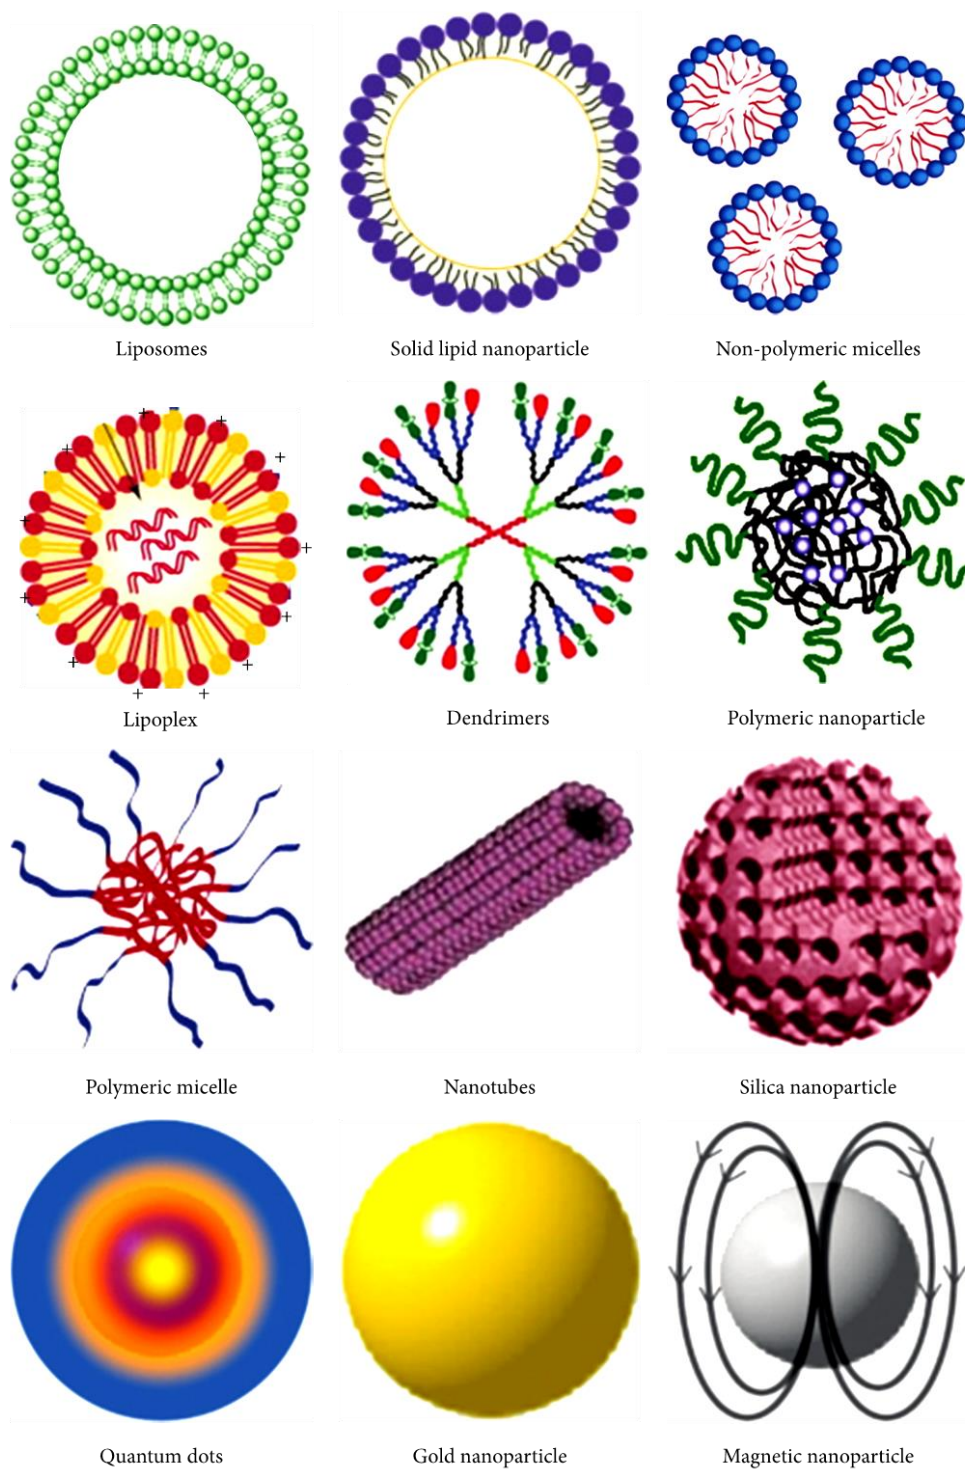 Liposomes
Solid lipid nanoparticle
Non-polymeric micelles
+ + + + + + + + + + + + +
Lipoplex
Dendrimers
Polymeric nanoparticle
Polymeric micelle
Nanotubes
Silica nanoparticle
Quantum dots
Gold nanoparticle
Magnetic nanoparticle